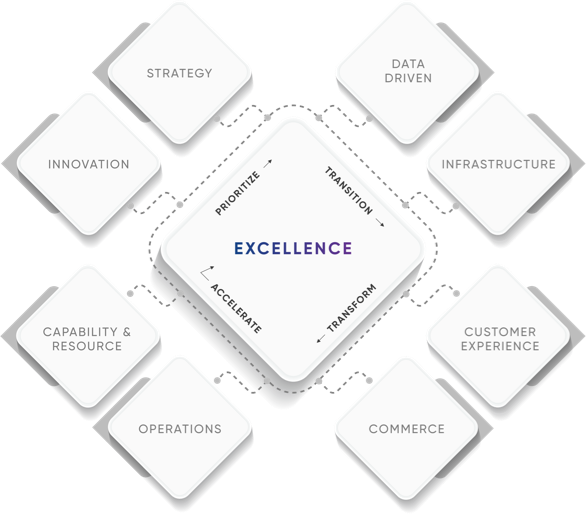 STRATEGY
DATA
DRIVEN
INNOVATION
INFRASTRUCTURE
PRIORITIZE
TRANSITION
EXCELLENCE
ACCELERATE
TRANSFORM
CAPABILITY &
RESOURCE
CUSTOMER
EXPERIENCE
OPERATIONS
COMMERCE